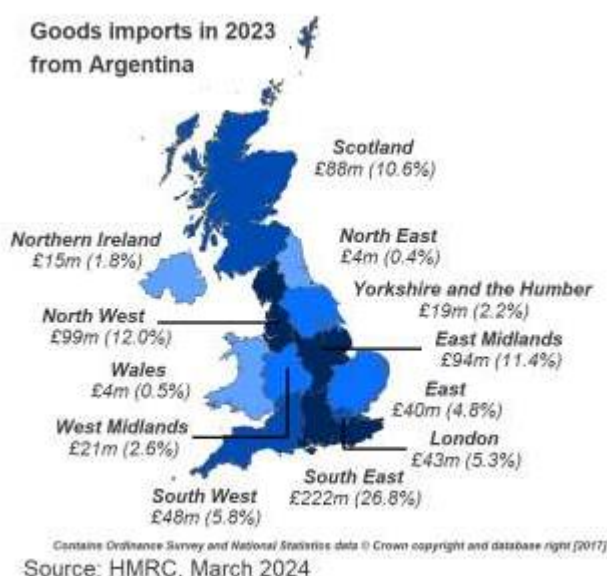 Goods imports in 2023
from Argentina
Scotland
£88m (10.6%)
Northern Ireland
£15m (1.8%)
North East
£4m (0.4%)
Yorkshire and the Humber
£19m (2.2%)
North West
£99m (12.0%)
East Midlands
£94m (11.4%)
Wales
£4m (0.5%)
East
£40m (4.8%)
West Midlands
£21m (2.6%)
London
£43m (5.3%)
South East
£222m (26.8%)
South West
£48m (5.8%)
Contains Ordinance Survey and National Statistics data © Crown copyright and database right [2017]
Source: HMRC, March 2024